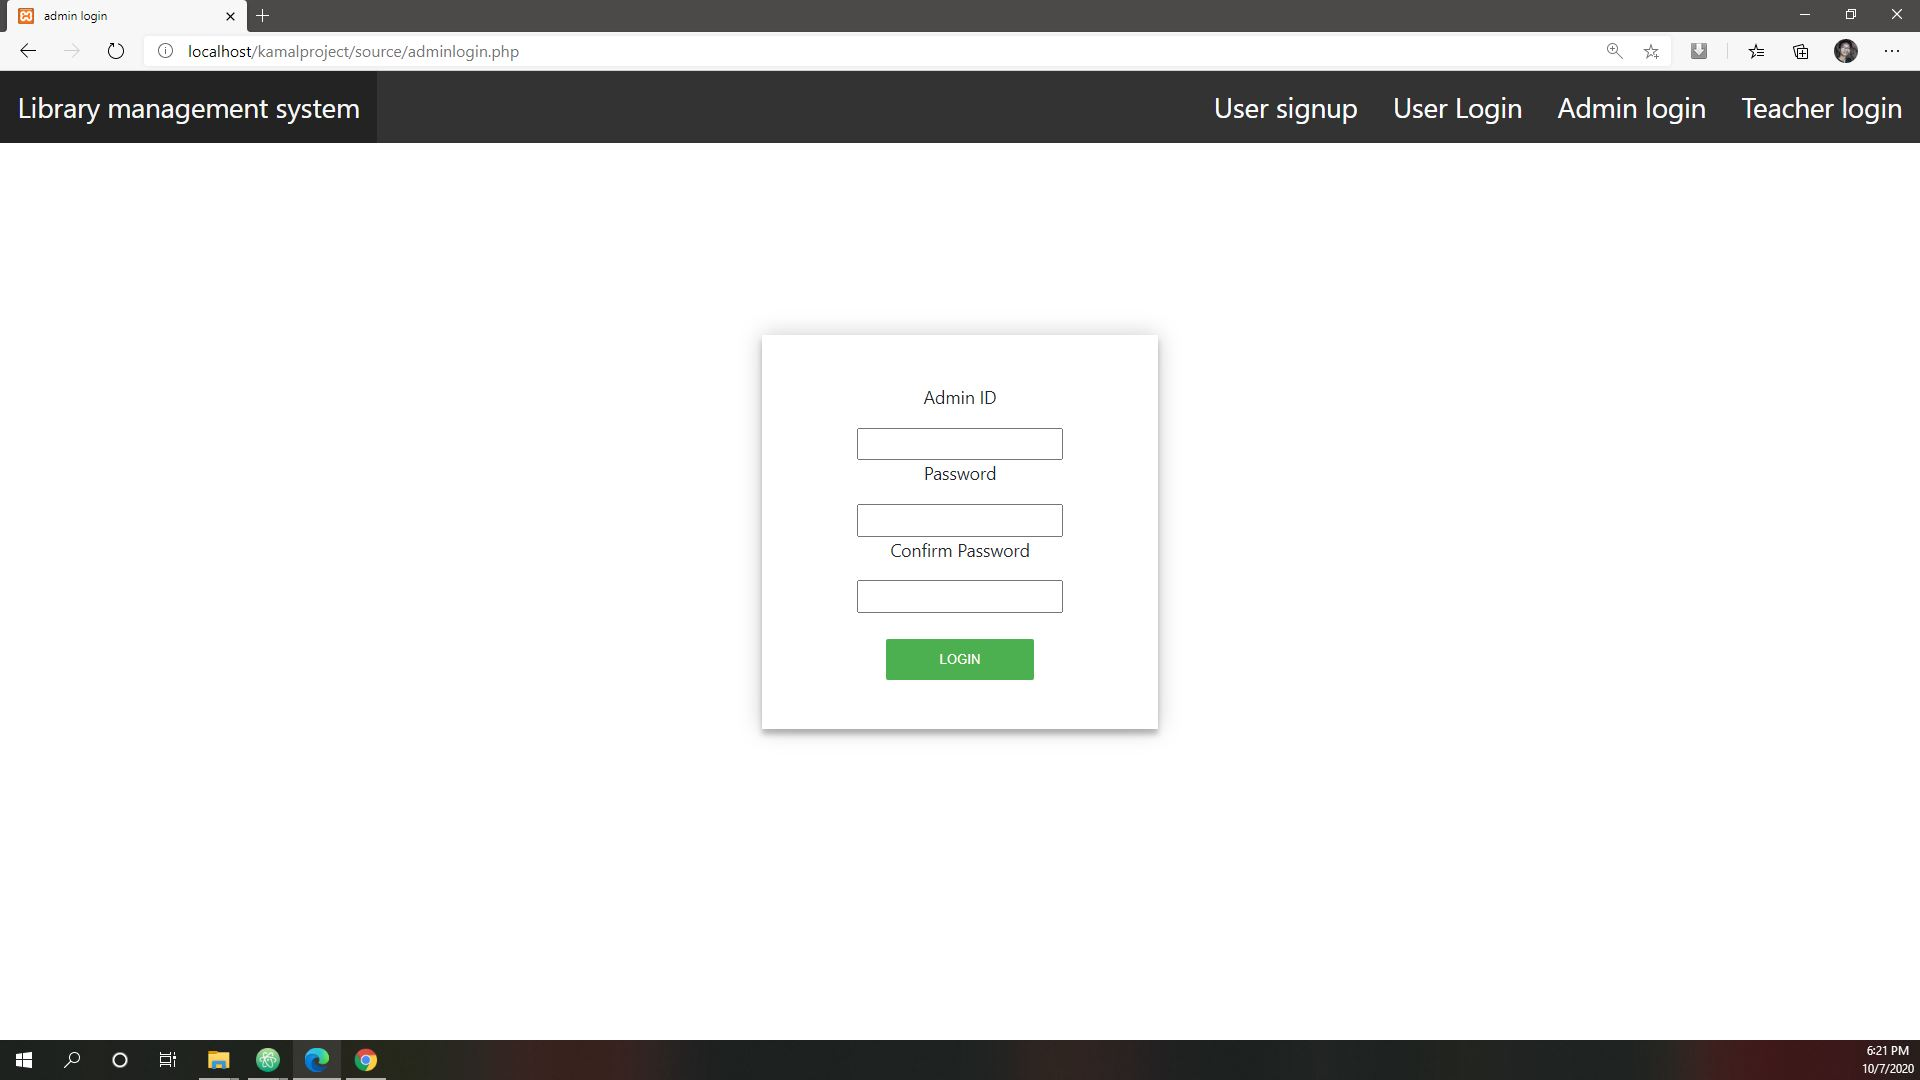 admin login
localhost/kamalproject/source/adminlogin.php
Library management system
User signup
User Login
Admin login
Teacher login
Admin ID
Password
Confirm Password
LOGIN
6:21 PM
10/7/2020